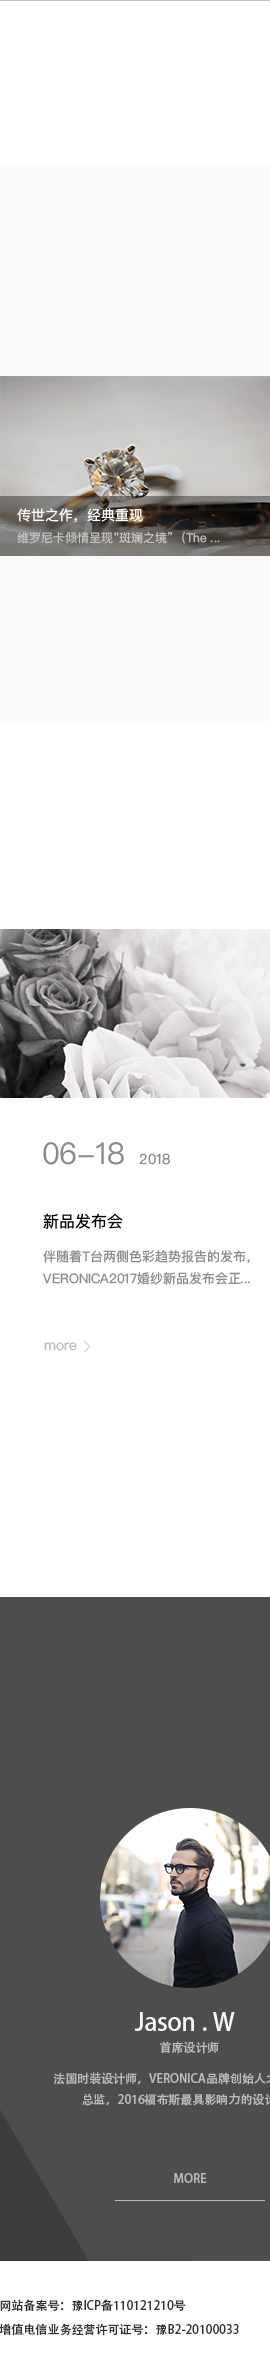 传世之作，经典重现
维罗尼卡倾情呈现“斑斓之境”（The ...
06-18 2018
新品发布会
伴随着T台两侧色彩趋势报告的发布，
VERONICA2017婚纱新品发布会正...
more
Jason . W
首席设计师
法国时装设计师，VERONICA品牌创始人
总监，2016福布斯最具影响力的设计
MORE
网站备案号：豫ICP备110121210号
增值电信业务经营许可证号：豫B2-20100033